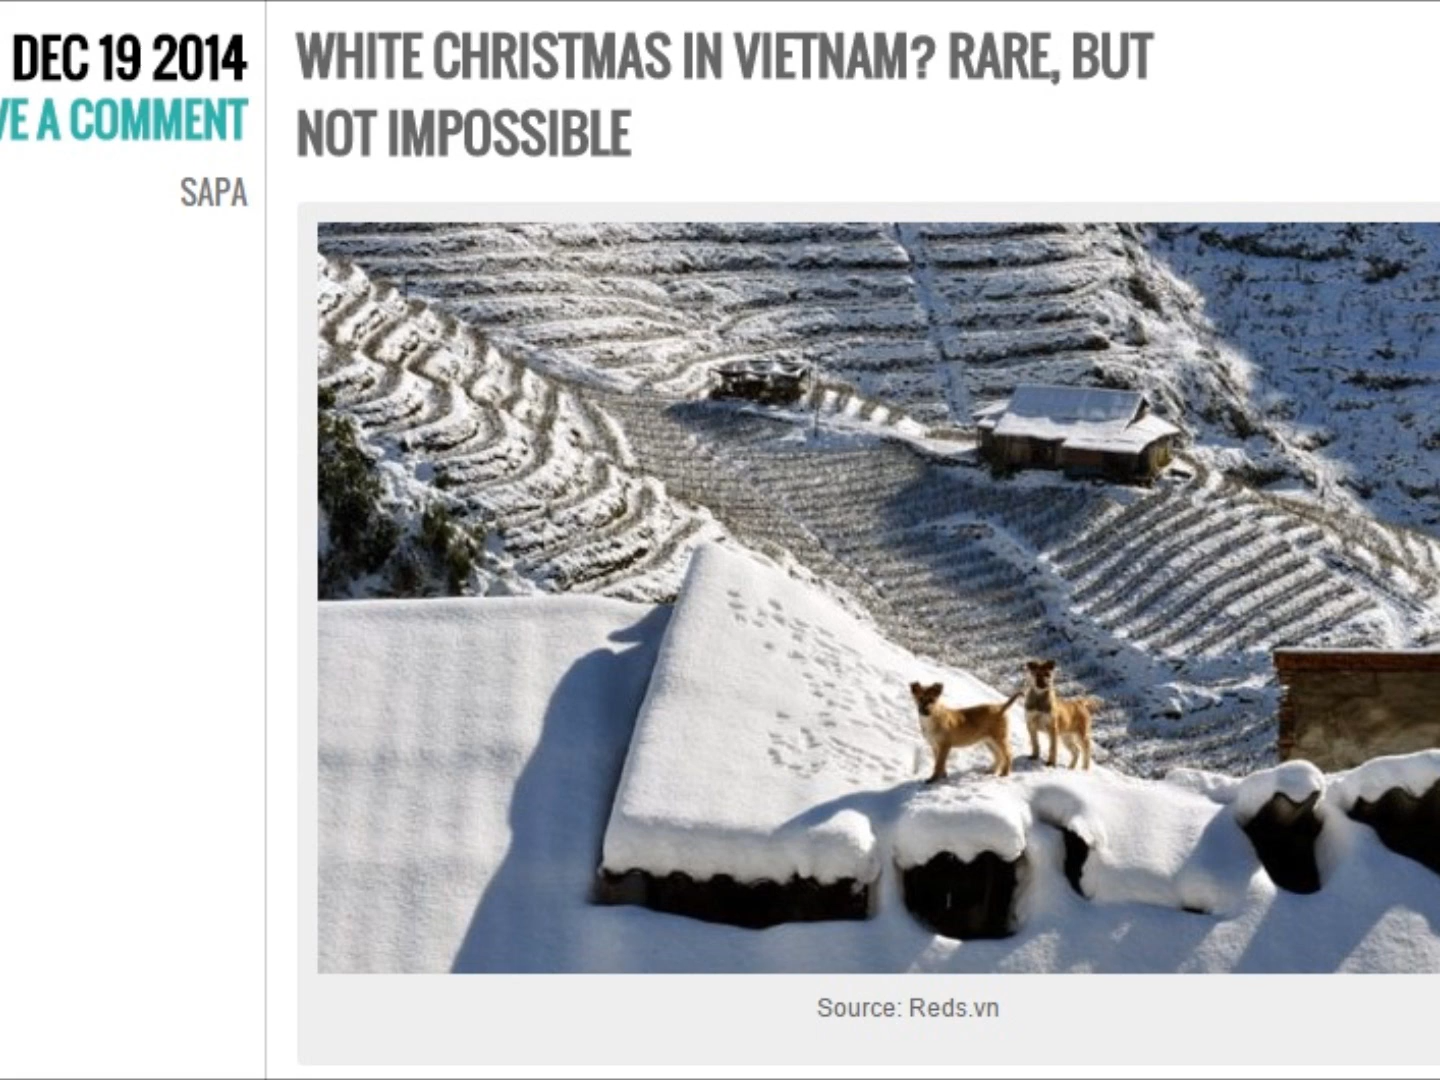 DEC 19 2014
VE A COMMENT
SAPA
WHITE CHRISTMAS IN VIETNAM? RARE, BUT
NOT IMPOSSIBLE
Source: Reds.vn